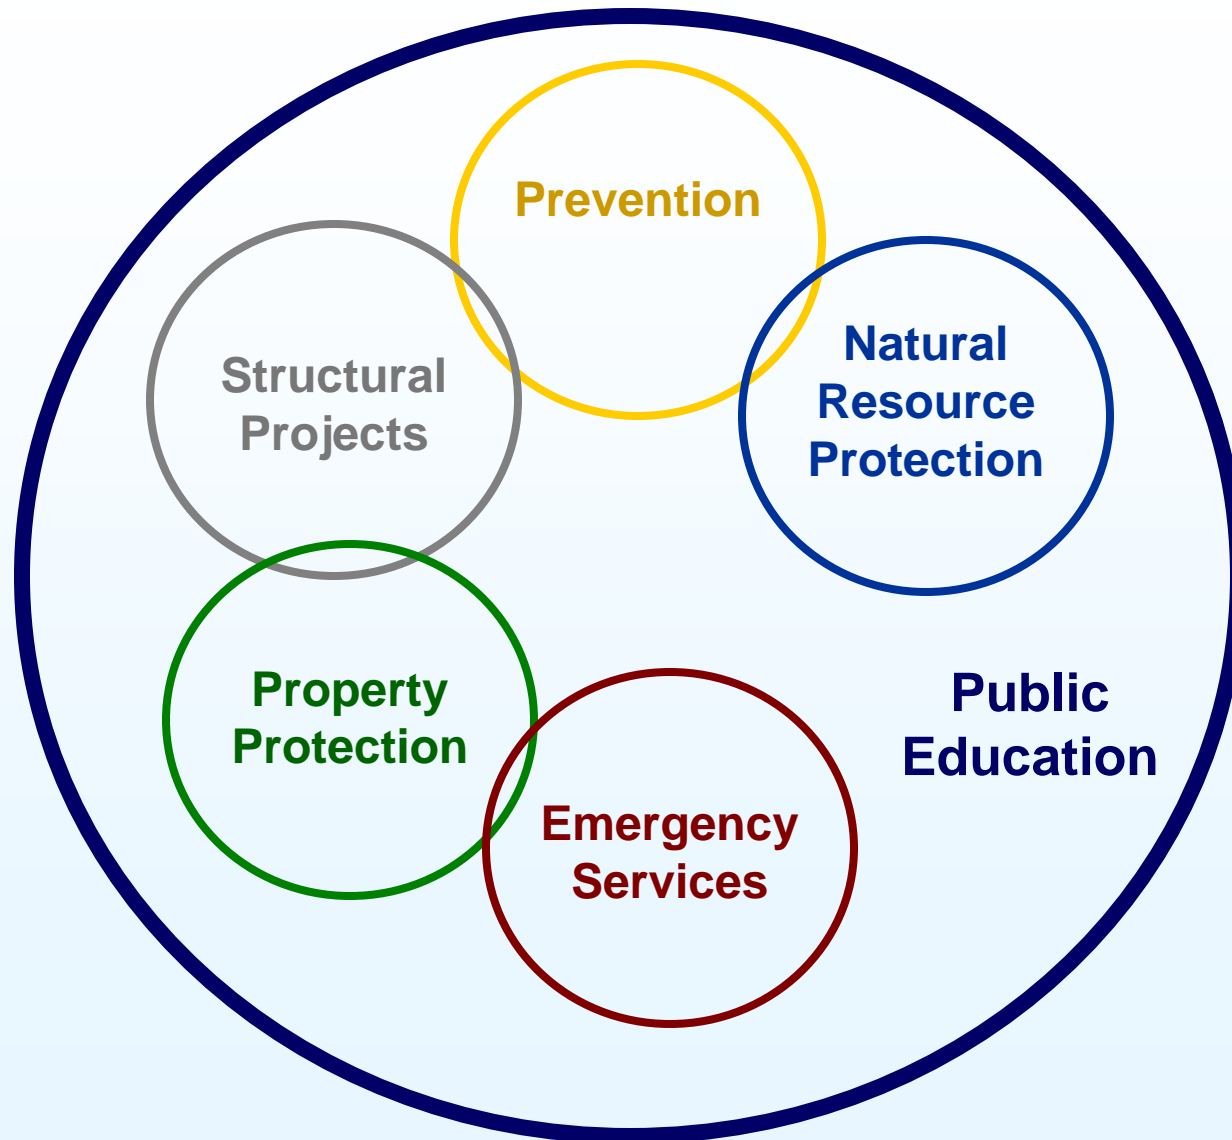 Prevention
Structural
Projects
Natural
Resource
Protection
Property
Protection
Public
Education
Emergency
Services